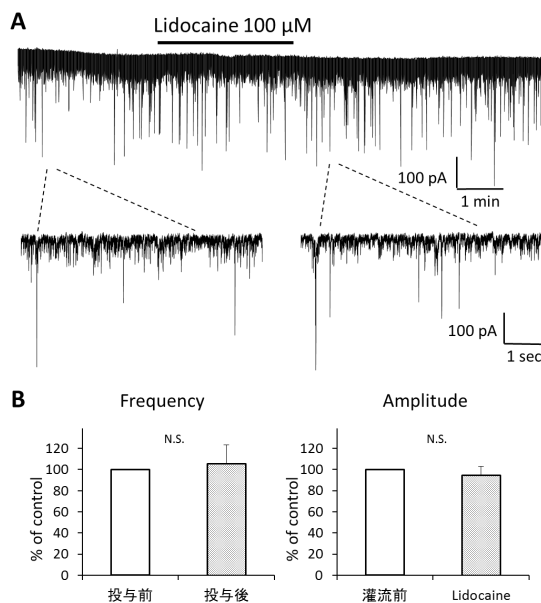 A
Lidocaine 100 μM
100 pA
1 min
100 pA
1 sec
B
Frequency
Amplitude
% of control
120
100
80
60
40
20
0
N.S.
投与前
投与後
% of control
120
100
80
60
40
20
0
N.S.
灌流前
Lidocaine